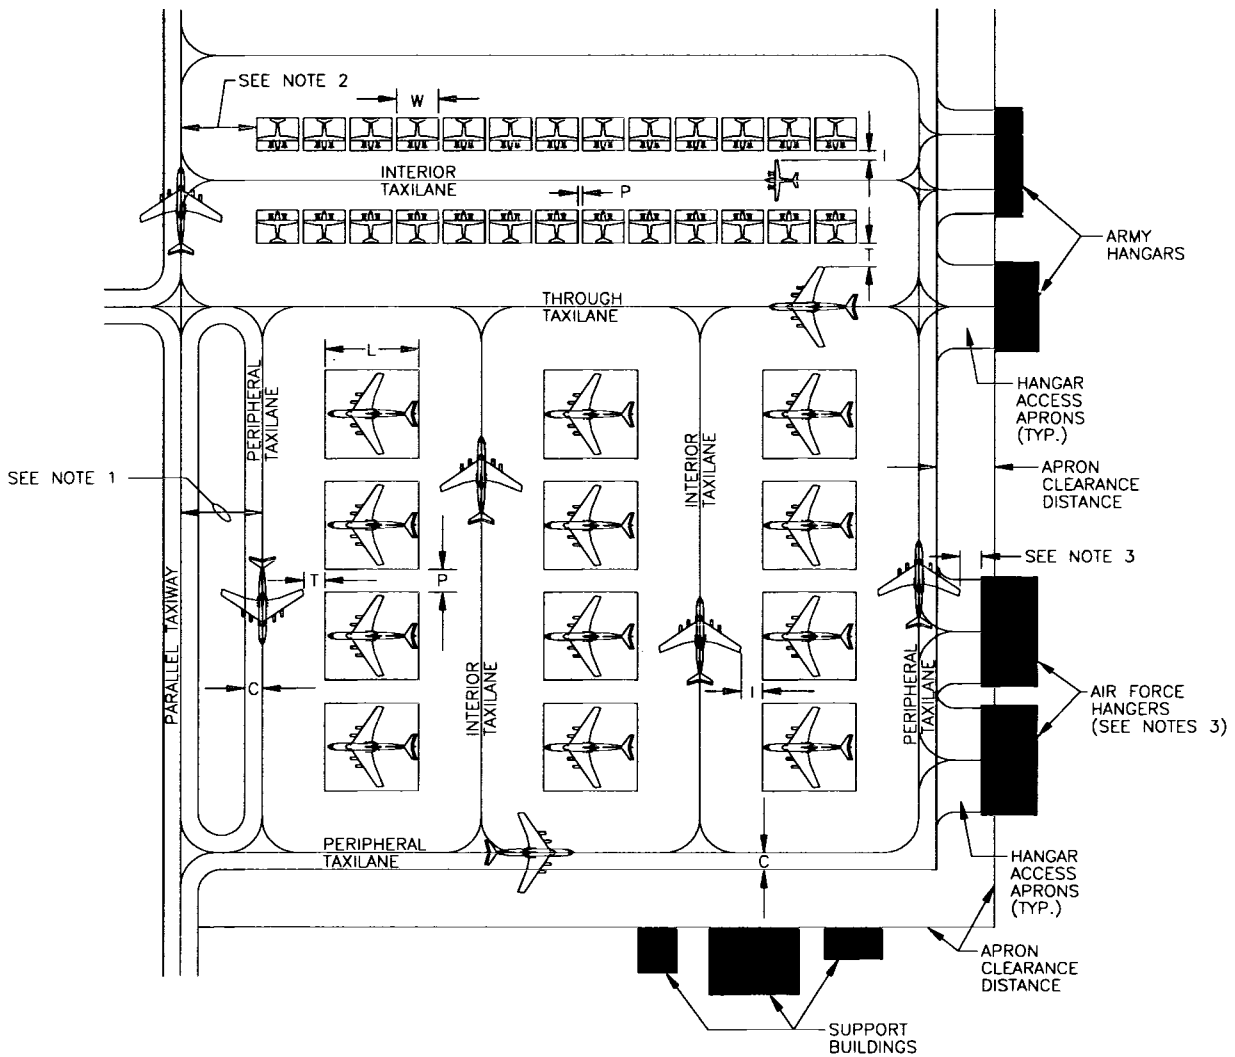 SEE NOTE 2
W
INTERIOR
TAXILANE
I
P
ARMY
HANGARS
T
THROUGH
TAXILANE
L
PERIPHERAL
TAXILANE
HANGAR
ACCESS
APRONS
(TYP.)
SEE NOTE 1
INTERIOR
TAXILANE
APRON
CLEARANCE
DISTANCE
SEE NOTE 3
T
P
PARALLEL TAXIWAY
C
INTERIOR
TAXILANE
I
PERIPHERAL
TAXILANE
AIR FORCE
HANGERS
(SEE NOTES 3)
PERIPHERAL
TAXILANE
C
HANGAR
ACCESS
APRONS
(TYP.)
APRON
CLEARANCE
DISTANCE
SUPPORT
BUILDINGS